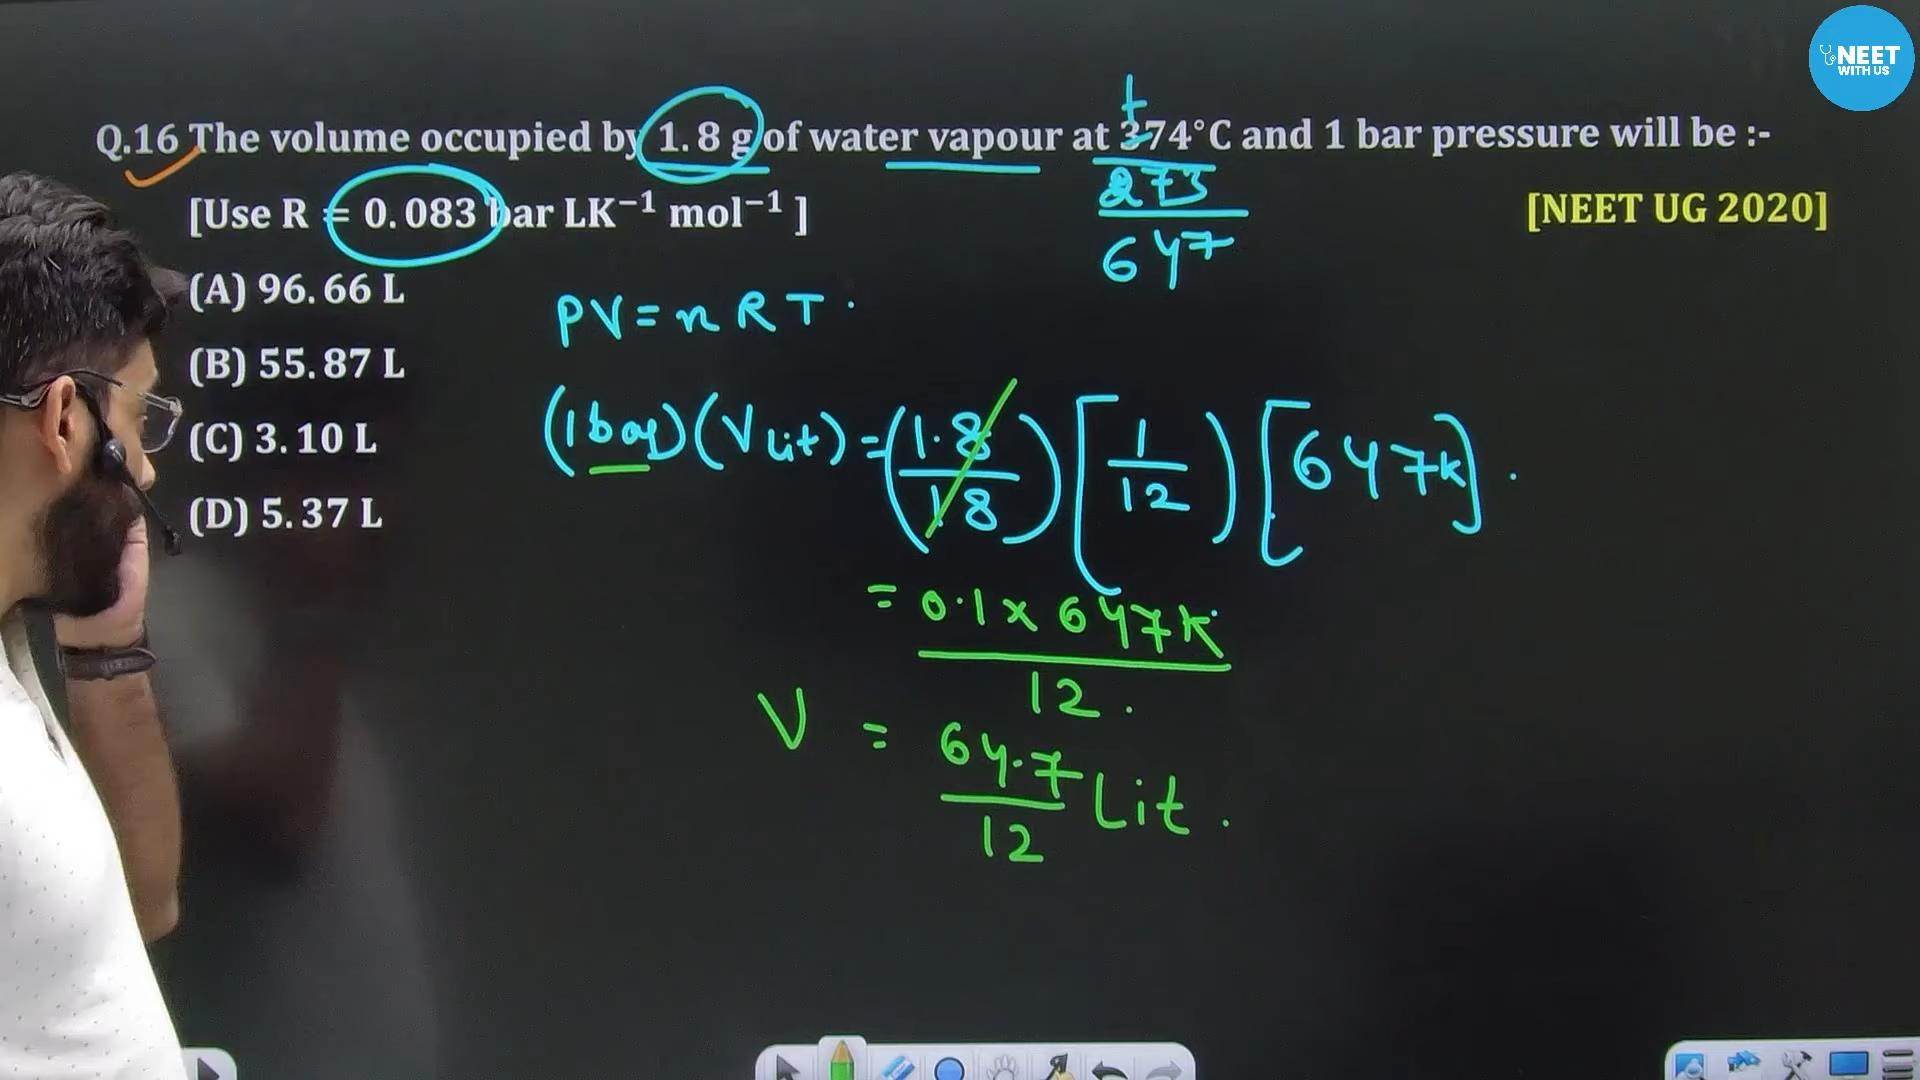 NEET
WITH US
Q.16 The volume occupied by 1.8 g of water vapour at 374°C and 1 bar pressure will be :-
+
273
647
[Use R = 0.083 bar LK⁻¹ mol⁻¹ ]
[NEET UG 2020]
(A) 96.66 L
(B) 55.87 L
(C) 3.10 L
(D) 5.37 L
PV = n R T .
(1 bar) (V Lit) = (1.8/18) [1/12) [647K] .
= 0.1 x 647K / 12 .
V = 64.7/12 Lit .